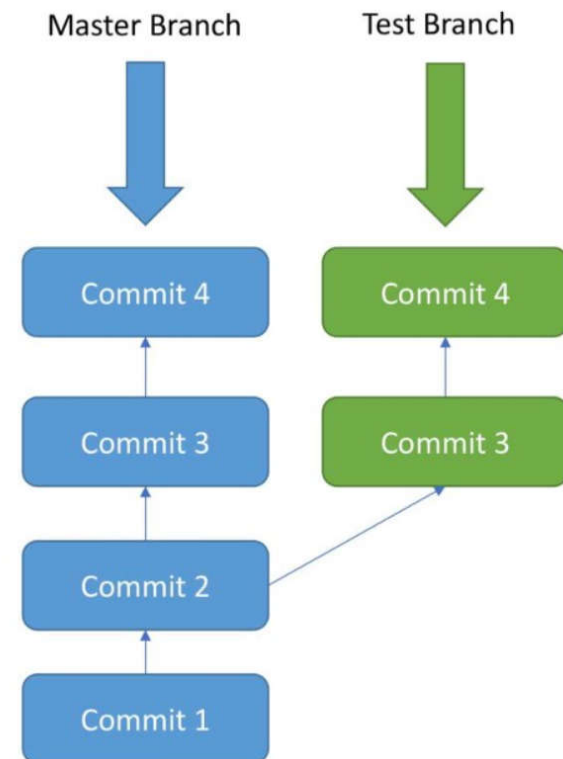 Master Branch
Test Branch
Commit 4
Commit 4
Commit 3
Commit 3
Commit 2
Commit 1